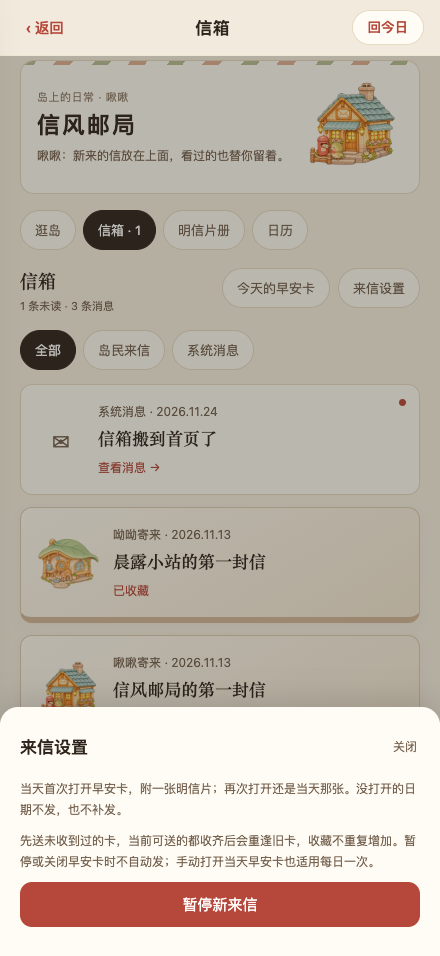 ‹ 返回
信箱
回今日
岛上的日常 · 啾啾
信风邮局
啾啾：新来的信放在上面，看过的也替你留着。
逛岛
信箱 · 1
明信片册
日历
信箱
1 条未读 · 3 条消息
今天的早安卡
来信设置
全部
岛民来信
系统消息
系统消息 · 2026.11.24
信箱搬到首页了
查看消息 →
呦呦寄来 · 2026.11.13
晨露小站的第一封信
已收藏
啾啾寄来 · 2026.11.13
信风邮局的第一封信
来信设置
关闭
当天首次打开早安卡，附一张明信片；再次打开还是当天那张。没打开的日
期不发，也不补发。
先送未收到过的卡，当前可送的都收齐后会重逢旧卡，收藏不重复增加。暂
停或关闭早安卡时不自动发；手动打开当天早安卡也适用每日一次。
暂停新来信